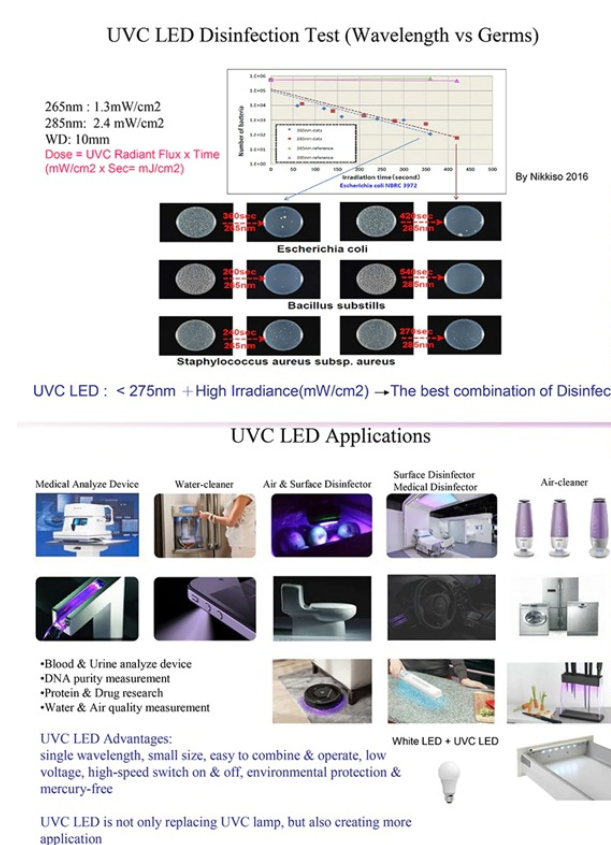 UVC LED Disinfection Test (Wavelength vs Germs)
265nm : 1.3mW/cm2
285nm: 2.4 mW/cm2
WD: 10mm
Dose = UVC Radiant Flux x Time
(mW/cm2 x Sec= mJ/cm2)
Number of bacteria
1.E+06
1.E+05
1.E+04
1.E+03
1.E+02
1.E+01
1.E+00
265nm data
285nm data
265nm reference
285nm reference
0 50 100 150 200 250 300 350 400 450 500
Irradiation time(second)
Escherichia coli NBRC 3972
By Nikkiso 2016
360sec
265nm
420sec
285nm
Escherichia coli
200sec
265nm
540sec
285nm
Bacillus substills
240sec
265nm
270sec
285nm
Staphylococcus aureus subsp. aureus
UVC LED : < 275nm +High Irradiance(mW/cm2) →The best combination of Disinfec
UVC LED Applications
Medical Analyze Device
Water-cleaner
Air & Surface Disinfector
Surface Disinfector
Medical Disinfector
Air-cleaner
•Blood & Urine analyze device
•DNA purity measurement
•Protein & Drug research
•Water & Air quality measurement
UVC LED Advantages:
single wavelength, small size, easy to combine & operate, low
voltage, high-speed switch on & off, environmental protection &
mercury-free
White LED + UVC LED
UVC LED is not only replacing UVC lamp, but also creating more
application